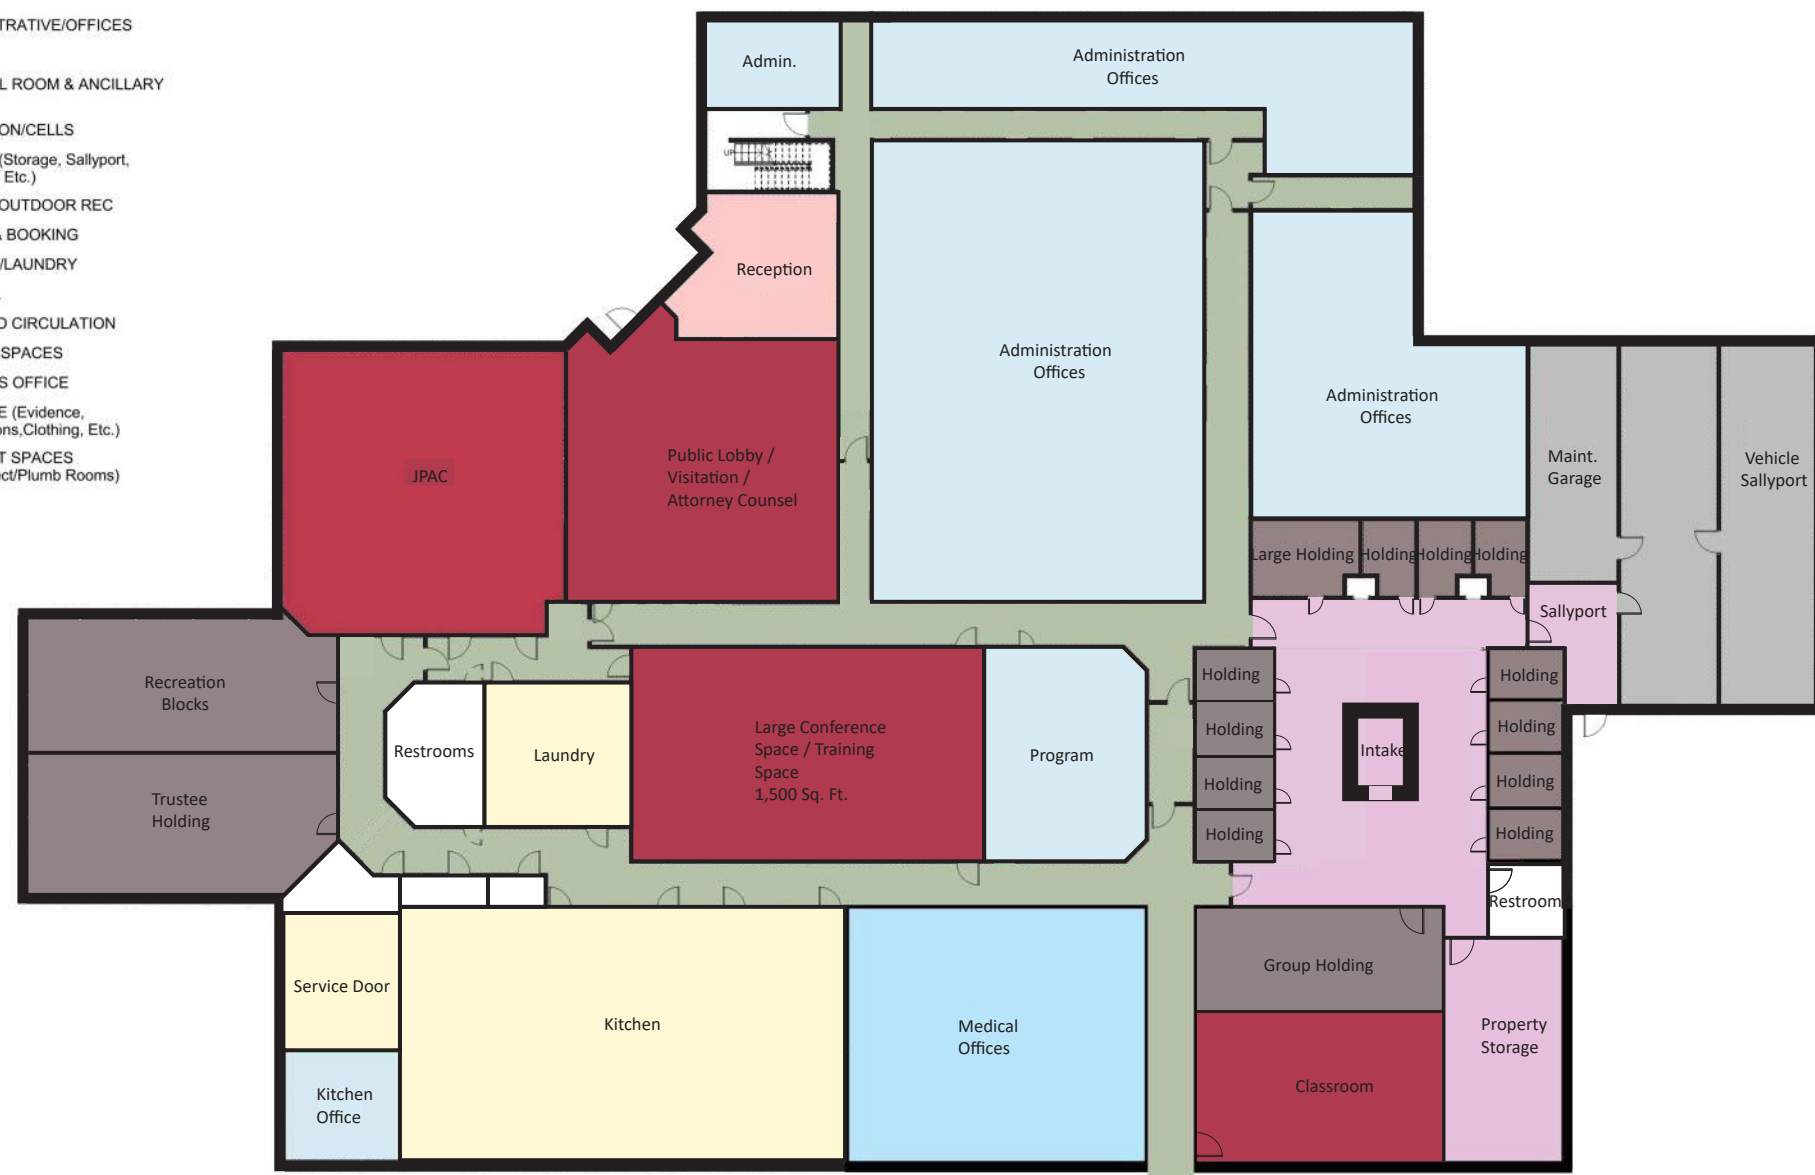 TRATIVE/OFFICES
L ROOM & ANCILLARY
ON/CELLS
(Storage, Sallyport,
Etc.)
OUTDOOR REC
BOOKING
/LAUNDRY
CIRCULATION
SPACES
S OFFICE
E (Evidence,
ons,Clothing, Etc.)
T SPACES
ect/Plumb Rooms)
Admin.
Administration
Offices
UP
Reception
Administration
Offices
Administration
Offices
JPAC
Public Lobby /
Visitation /
Attorney Counsel
Maint.
Garage
Vehicle
Sallyport
Large Holding
Holding
Holding
Holding
Sallyport
Recreation
Blocks
Trustee
Holding
Restrooms
Laundry
Large Conference
Space / Training
Space
1,500 Sq. Ft.
Program
Holding
Holding
Holding
Holding
Intake
Holding
Holding
Holding
Holding
Restroom
Service Door
Kitchen
Office
Kitchen
Medical
Offices
Group Holding
Classroom
Property
Storage